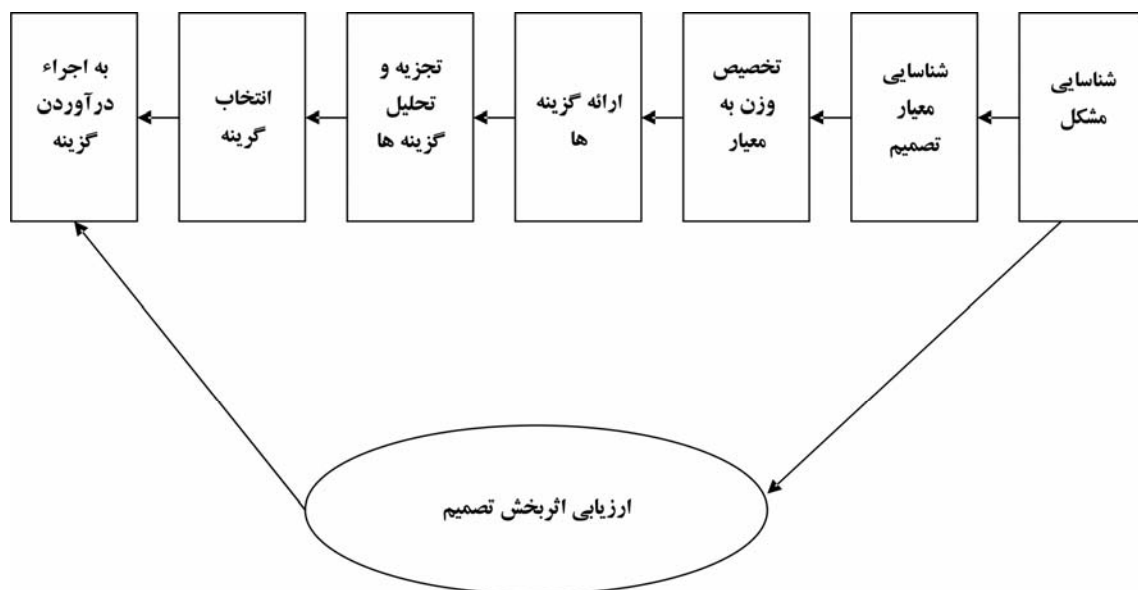 شناسایی
مشکل
شناسایی
معیار
تصمیم
تخصیص
وزن به
معیار
ارائه گزینه
ها
تجزیه و
تحلیل
گزینه ها
انتخاب
گرینه
به اجراء
درآوردن
گزینه
ارزیابی اثربخش تصمیم